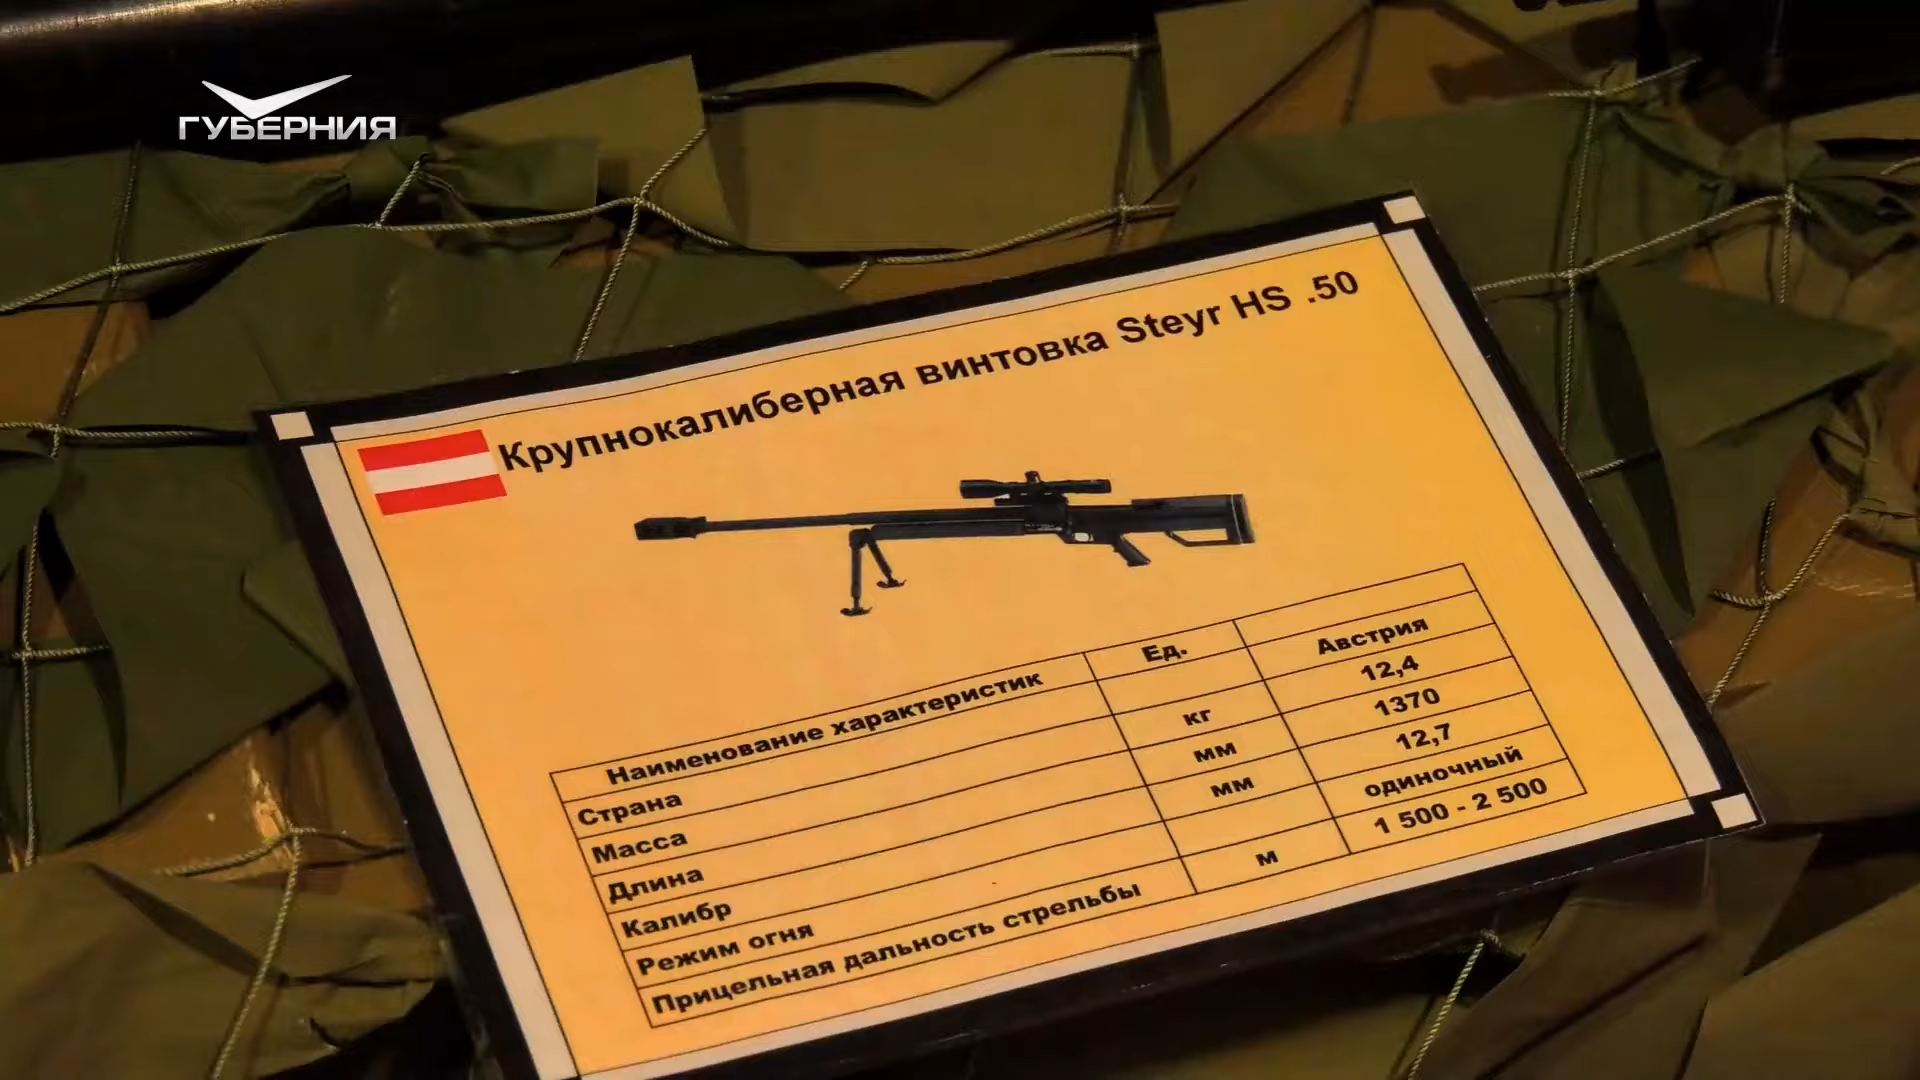 ГУБЕРНИЯ
Крупнокалиберная винтовка Steyr HS .50
Наименование характеристик Ед.
Страна Австрия
Масса кг 12,4
Длина мм 1370
Калибр мм 12,7
Режим огня одиночный
Прицельная дальность стрельбы м 1 500 - 2 500